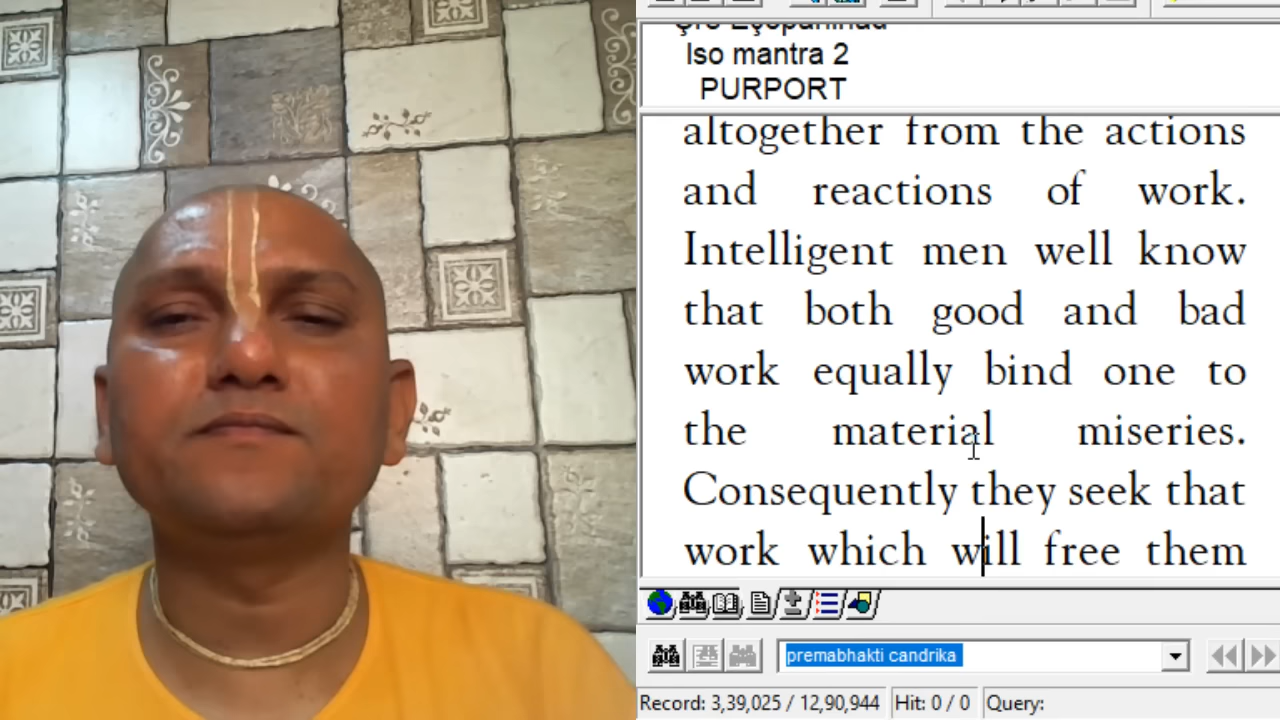 Çré Éçopaniñad
Iso mantra 2
PURPORT
altogether from the actions
and reactions of work.
Intelligent men well know
that both good and bad
work equally bind one to
the material miseries.
Consequently they seek that
work which will free them
premabhakti candrika
Record: 3,39,025 / 12,90,944
Hit: 0 / 0
Query: